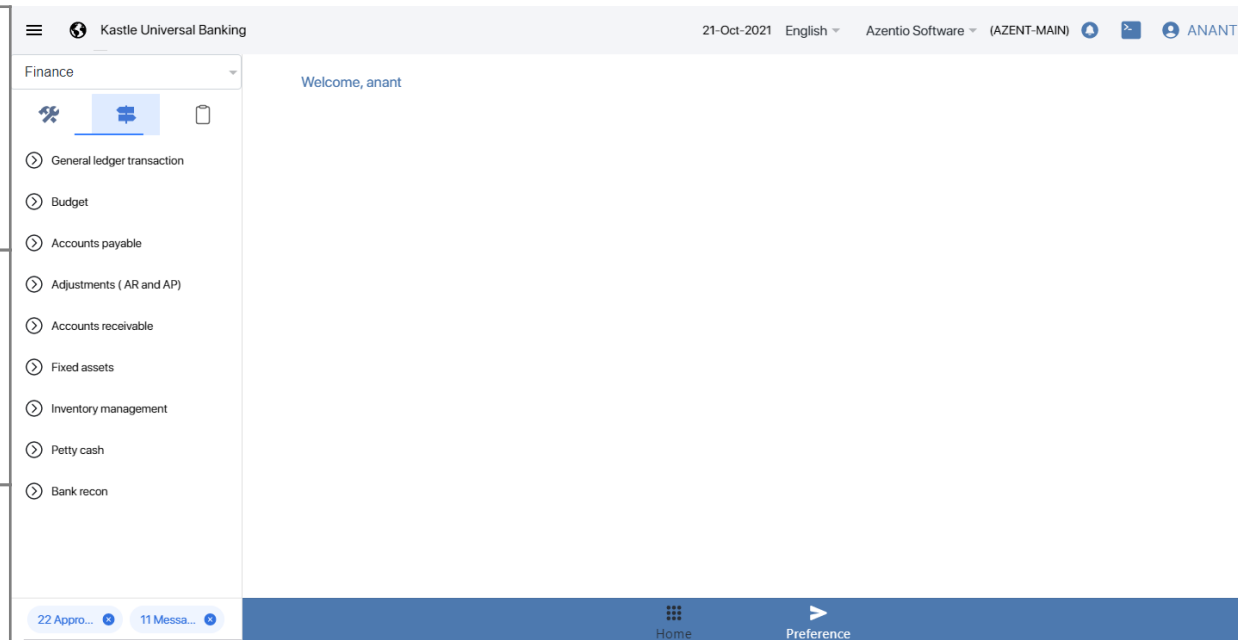 Kastle Universal Banking
21-Oct-2021 English Azentio Software (AZENT-MAIN) ANANT
Finance
Welcome, anant
General ledger transaction
Budget
Accounts payable
Adjustments ( AR and AP)
Accounts receivable
Fixed assets
Inventory management
Petty cash
Bank recon
22 Appro... 11 Messa...
Home Preference